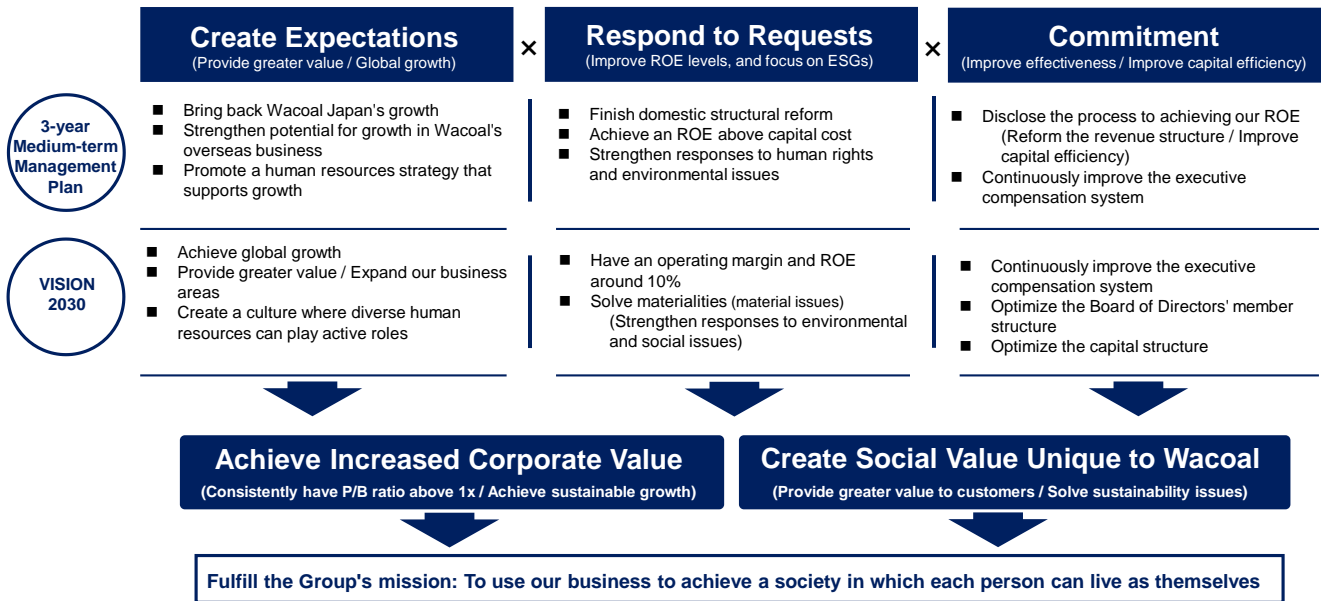 Create Expectations
(Provide greater value / Global growth)
×
Respond to Requests
(Improve ROE levels, and focus on ESGs)
×
Commitment
(Improve effectiveness / Improve capital efficiency)
3-year
Medium-term
Management
Plan
■ Bring back Wacoal Japan's growth
■ Strengthen potential for growth in Wacoal's
overseas business
■ Promote a human resources strategy that
supports growth
■ Finish domestic structural reform
■ Achieve an ROE above capital cost
■ Strengthen responses to human rights
and environmental issues
■ Disclose the process to achieving our ROE
(Reform the revenue structure / Improve
capital efficiency)
■ Continuously improve the executive
compensation system
VISION
2030
■ Achieve global growth
■ Provide greater value / Expand our business
areas
■ Create a culture where diverse human
resources can play active roles
■ Have an operating margin and ROE
around 10%
■ Solve materialities (material issues)
(Strengthen responses to environmental
and social issues)
■ Continuously improve the executive
compensation system
■ Optimize the Board of Directors' member
structure
■ Optimize the capital structure
Achieve Increased Corporate Value
(Consistently have P/B ratio above 1x / Achieve sustainable growth)
Create Social Value Unique to Wacoal
(Provide greater value to customers / Solve sustainability issues)
Fulfill the Group's mission: To use our business to achieve a society in which each person can live as themselves